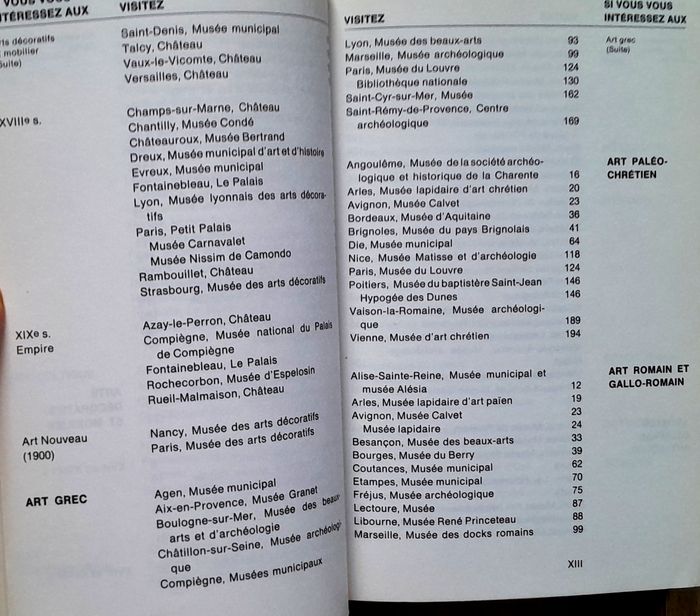 VOUS VOUS
INTÉRESSEZ AUX
VISITEZ
décoratifs
mobilier
Saint-Denis, Musée municipal
Talcy, Château
Vaux-le-Vicomte, Château
Versailles, Château
XVIIIe s.
Champs-sur-Marne, Château
Chantilly, Musée Condé
Châteauroux, Musée Bertrand
Dreux, Musée municipal d'art et d'histoire
Evreux, Musée municipal
Fontainebleau, Le Palais
Lyon, Musée lyonnais des arts décora-
tifs
Paris, Petit Palais
Musée Carnavalet
Musée Nissim de Camondo
Rambouillet, Château
Strasbourg, Musée des arts décoratifs
XIXe s.
Empire
Azay-le-Perron, Château
Compiègne, Musée national du Palais
de Compiègne
Fontainebleau, Le Palais
Rochecorbon, Musée d'Espelosin
Rueil-Malmaison, Château
Art Nouveau
(1900)
Nancy, Musée des arts décoratifs
Paris, Musée des arts décoratifs
ART GREC
Agen, Musée municipal
Aix-en-Provence, Musée Granet
Boulogne-sur-Mer, Musée des beaux-
arts et d'archéologie
Châtillon-sur-Seine, Musée archéologi-
que
Compiègne, Musées municipaux
VISITEZ
SI VOUS VOUS
INTÉRESSEZ AUX
Lyon, Musée des beaux-arts 93
Marseille, Musée archéologique 99
Paris, Musée du Louvre 124
Bibliothèque nationale 130
Saint-Cyr-sur-Mer, Musée 162
Saint-Rémy-de-Provence, Centre
archéologique 169
Art grec
(Suite)
Angoulême, Musée de la société archéo-
logique et historique de la Charente 16
Arles, Musée lapidaire d'art chrétien 20
Avignon, Musée Calvet 23
Bordeaux, Musée d'Aquitaine 36
Brignoles, Musée du pays Brignolais 41
Die, Musée municipal 64
Nice, Musée Matisse et d'archéologie 118
Paris, Musée du Louvre 124
Poitiers, Musée du baptistère Saint-Jean 146
Hypogée des Dunes 146
Vaison-la-Romaine, Musée archéologi-
que 189
Vienne, Musée d'art chrétien 194
ART PALÉO-
CHRÉTIEN
Alise-Sainte-Reine, Musée municipal et
musée Alésia 12
Arles, Musée lapidaire d'art païen 19
Avignon, Musée Calvet 23
Musée lapidaire 24
Besançon, Musée des beaux-arts 33
Bourges, Musée du Berry 39
Coutances, Musée municipal 62
Etampes, Musée municipal 70
Fréjus, Musée archéologique 75
Lectoure, Musée 87
Libourne, Musée René Princeteau 88
Marseille, Musée des docks romains 99
ART ROMAIN ET
GALLO-ROMAIN
XIII